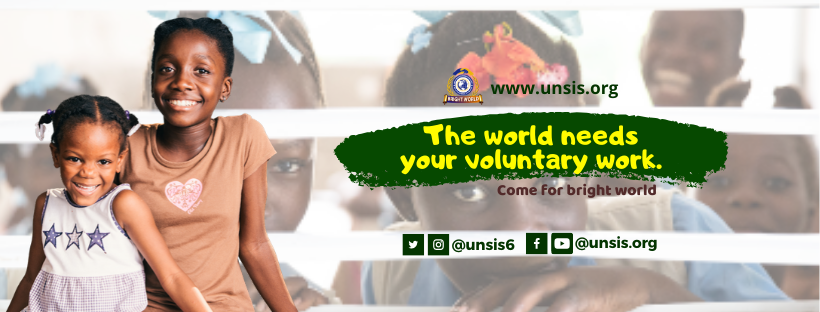 BRIGHT WORLD
www.unsis.org
The world needs
your voluntary work.
Come for bright world
@unsis6
@unsis.org